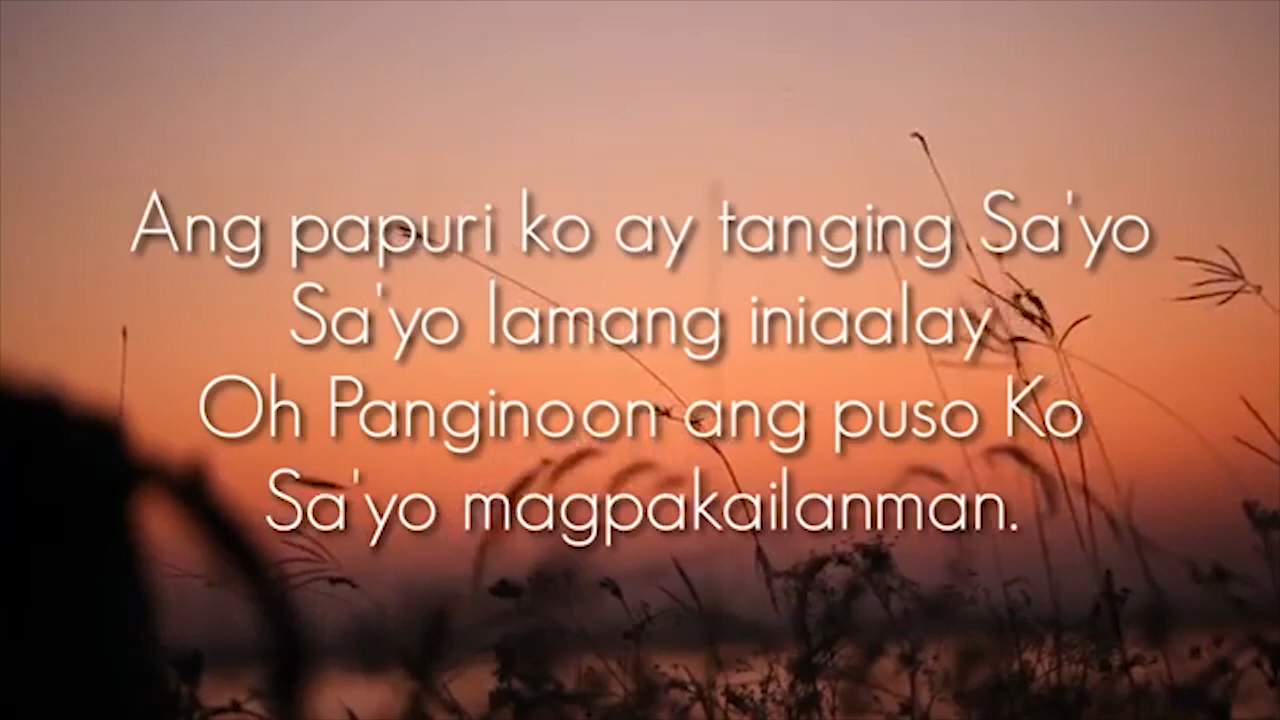 Ang papuri ko ay tanging Sa'yo
Sa'yo lamang iniaalay
Oh Panginoon ang puso Ko
Sa'yo magpakailanman.